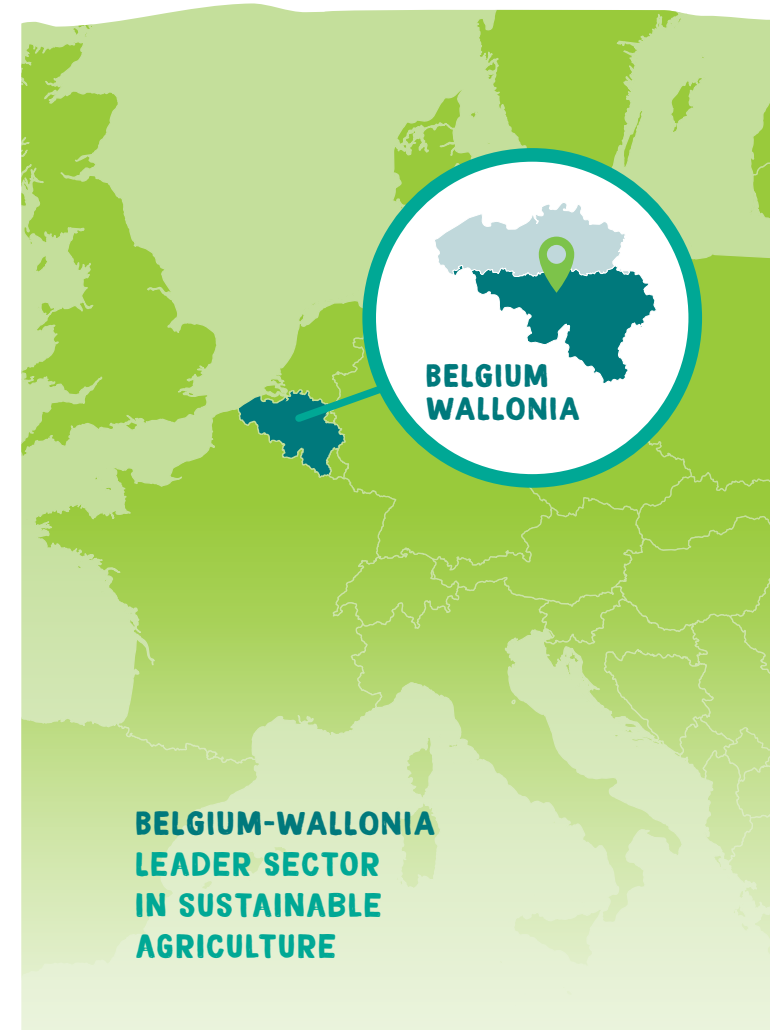 BELGIUM
WALLONIA
BELGIUM-WALLONIA
LEADER SECTOR
IN SUSTAINABLE
AGRICULTURE